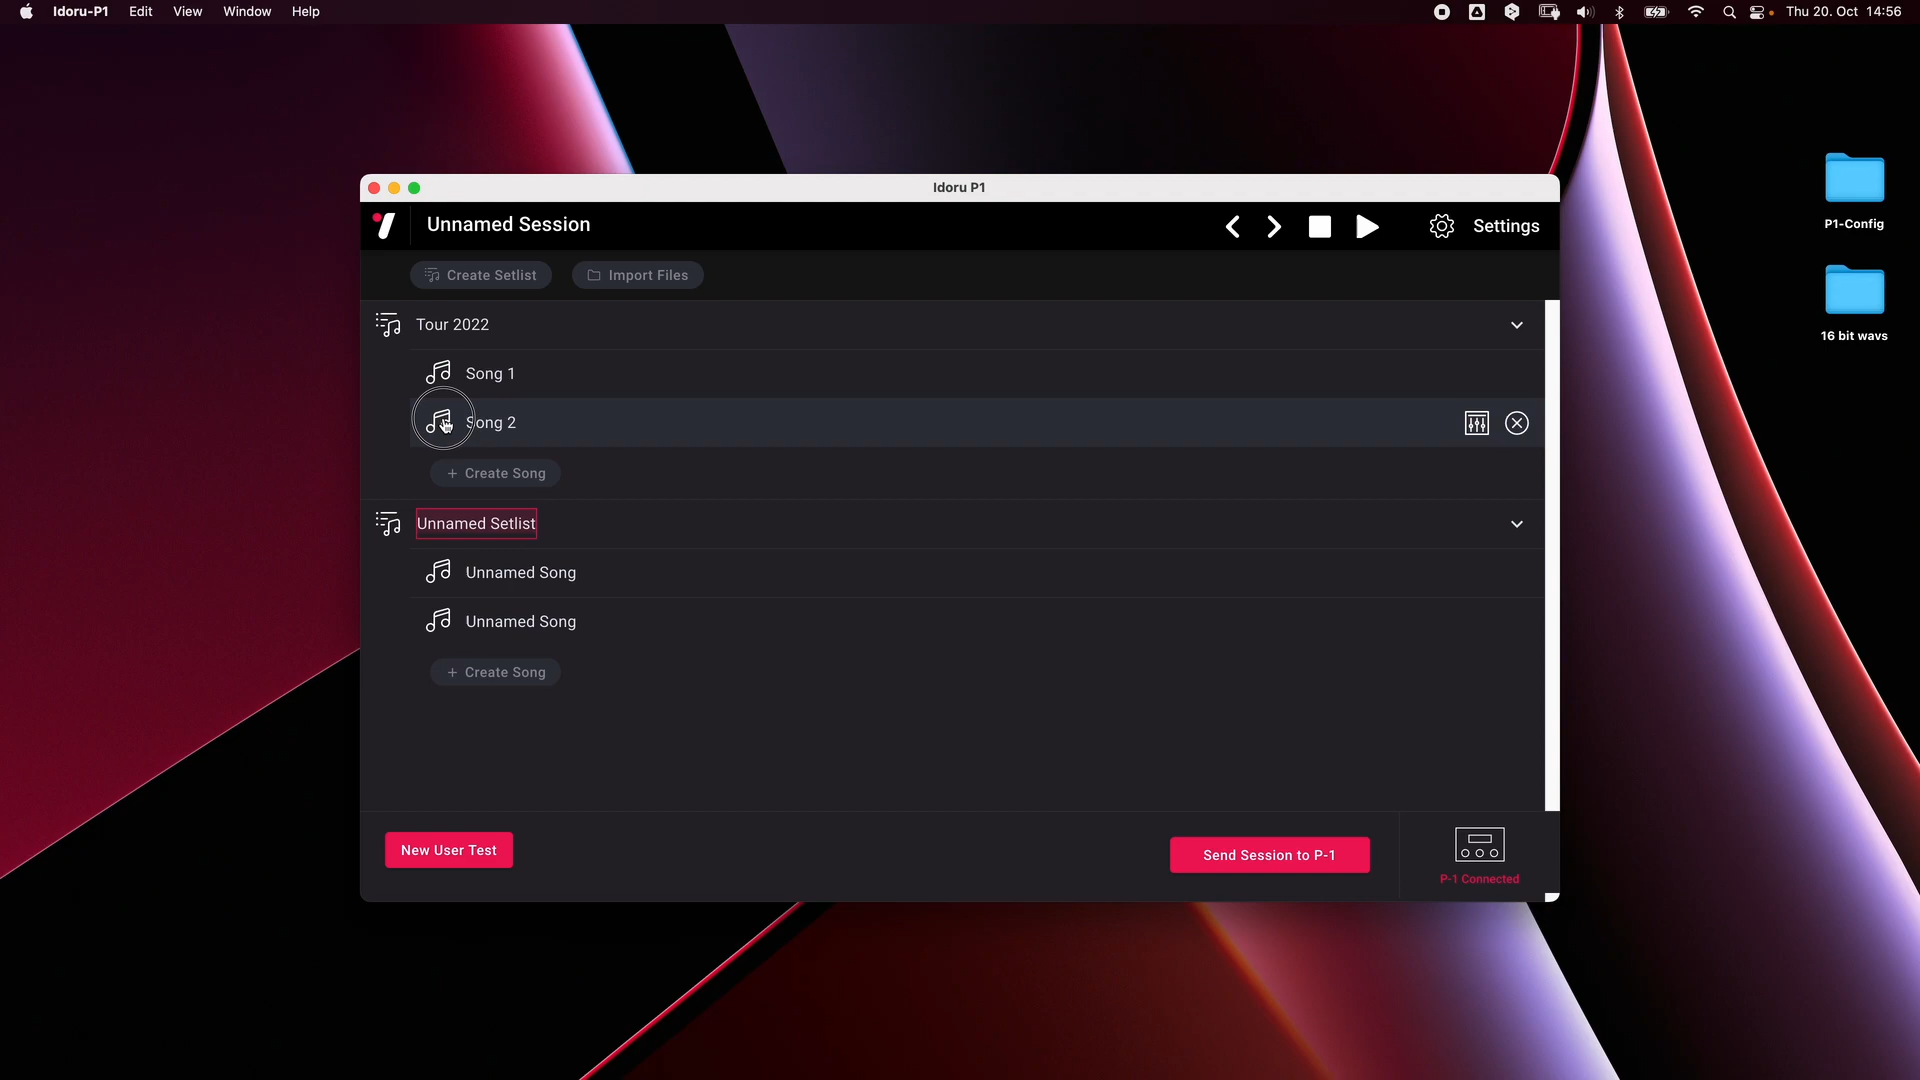 Idoru-P1 Edit View Window Help Thu 20. Oct 14:56
Idoru P1
Unnamed Session
Settings
Create Setlist
Import Files
Tour 2022
Song 1
Song 2
+ Create Song
Unnamed Setlist
Unnamed Song
Unnamed Song
+ Create Song
New User Test
Send Session to P-1
P-1 Connected
P1-Config
16 bit wavs